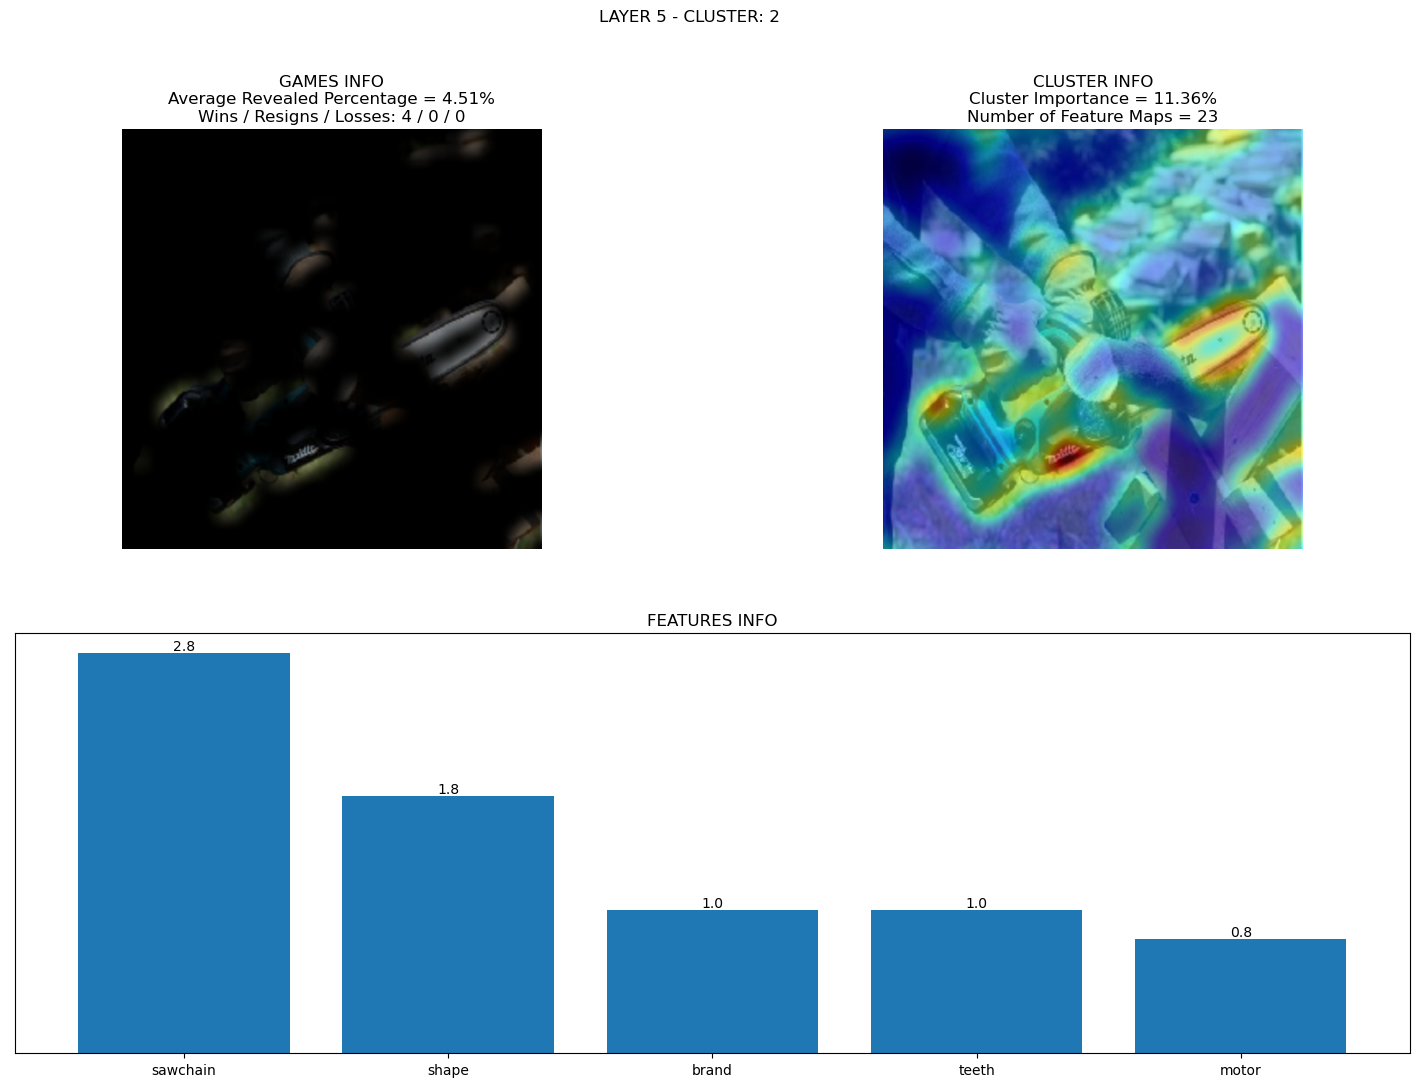 LAYER 5 - CLUSTER: 2
GAMES INFO
Average Revealed Percentage = 4.51%
Wins / Resigns / Losses: 4 / 0 / 0
CLUSTER INFO
Cluster Importance = 11.36%
Number of Feature Maps = 23
FEATURES INFO
2.8
1.8
1.0
1.0
0.8
sawchain
shape
brand
teeth
motor